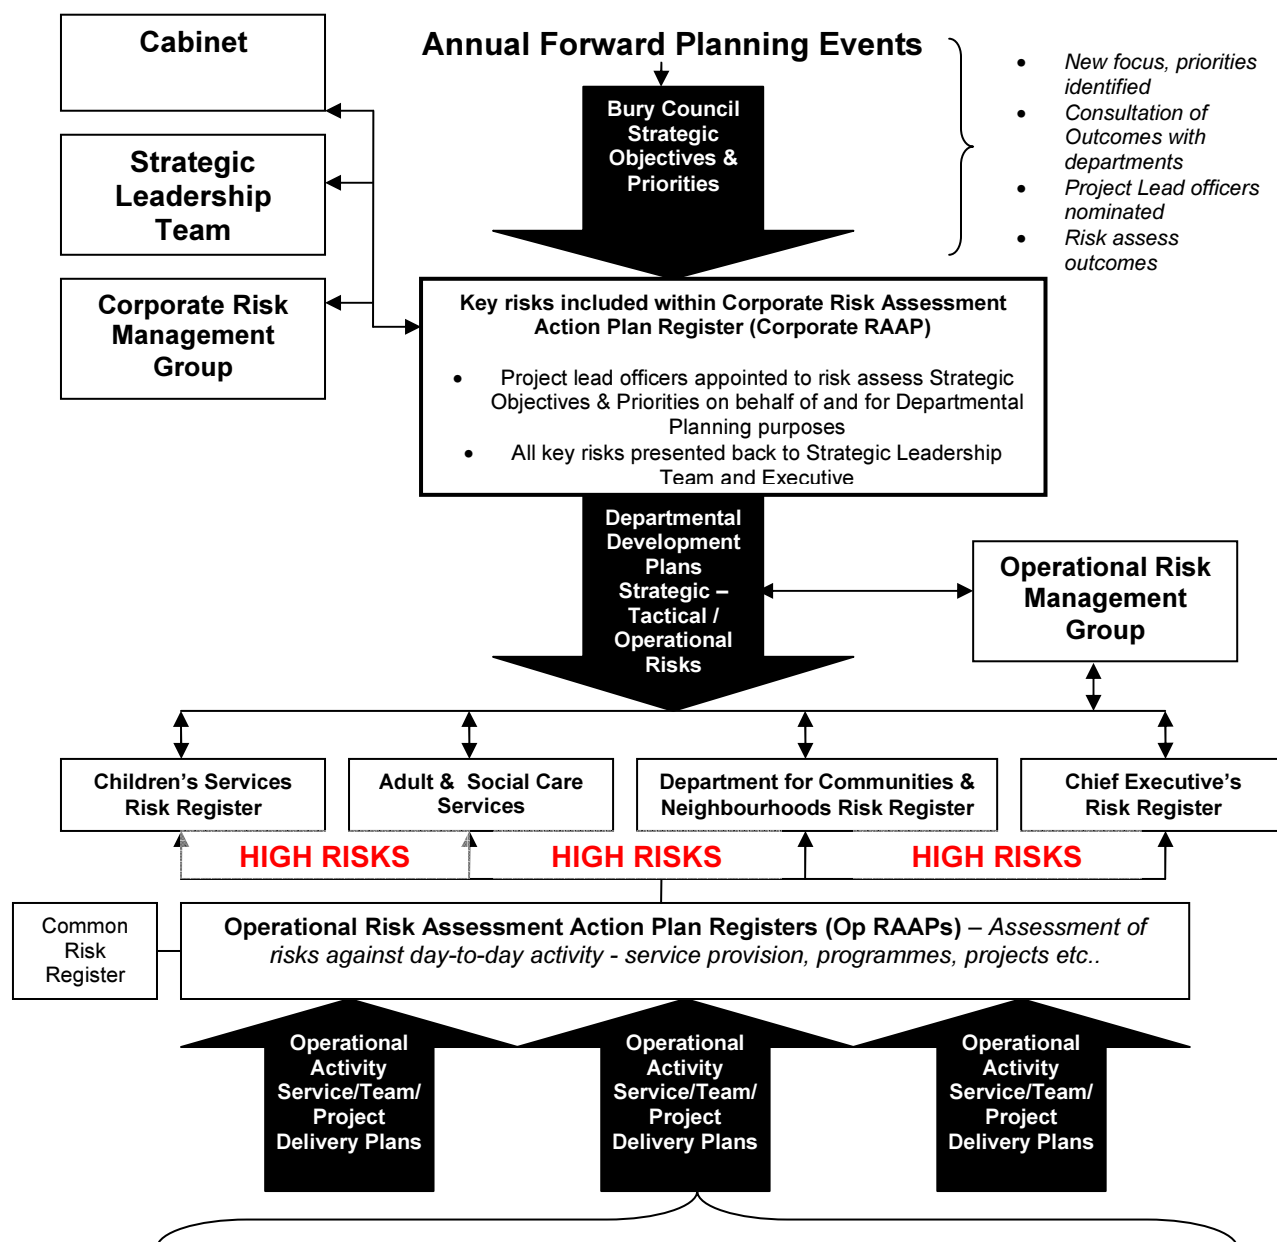 Cabinet
Annual Forward Planning Events
• New focus, priorities
identified
• Consultation of
Outcomes with
departments
• Project Lead officers
nominated
• Risk assess
outcomes
Bury Council
Strategic
Objectives &
Priorities
Strategic
Leadership
Team
Corporate Risk
Management
Group
Key risks included within Corporate Risk Assessment
Action Plan Register (Corporate RAAP)
• Project lead officers appointed to risk assess Strategic
Objectives & Priorities on behalf of and for Departmental
Planning purposes
• All key risks presented back to Strategic Leadership
Team and Executive
Departmental
Development
Plans
Strategic –
Tactical /
Operational
Risks
Operational Risk
Management
Group
Children's Services
Risk Register
Adult & Social Care
Services
Department for Communities &
Neighbourhoods Risk Register
Chief Executive's
Risk Register
HIGH RISKS
HIGH RISKS
HIGH RISKS
Common
Risk
Register
Operational Risk Assessment Action Plan Registers (Op RAAPs) – Assessment of
risks against day-to-day activity - service provision, programmes, projects etc..
Operational
Activity
Service/Team/
Project
Delivery Plans
Operational
Activity
Service/Team/
Project
Delivery Plans
Operational
Activity
Service/Team/
Project
Delivery Plans